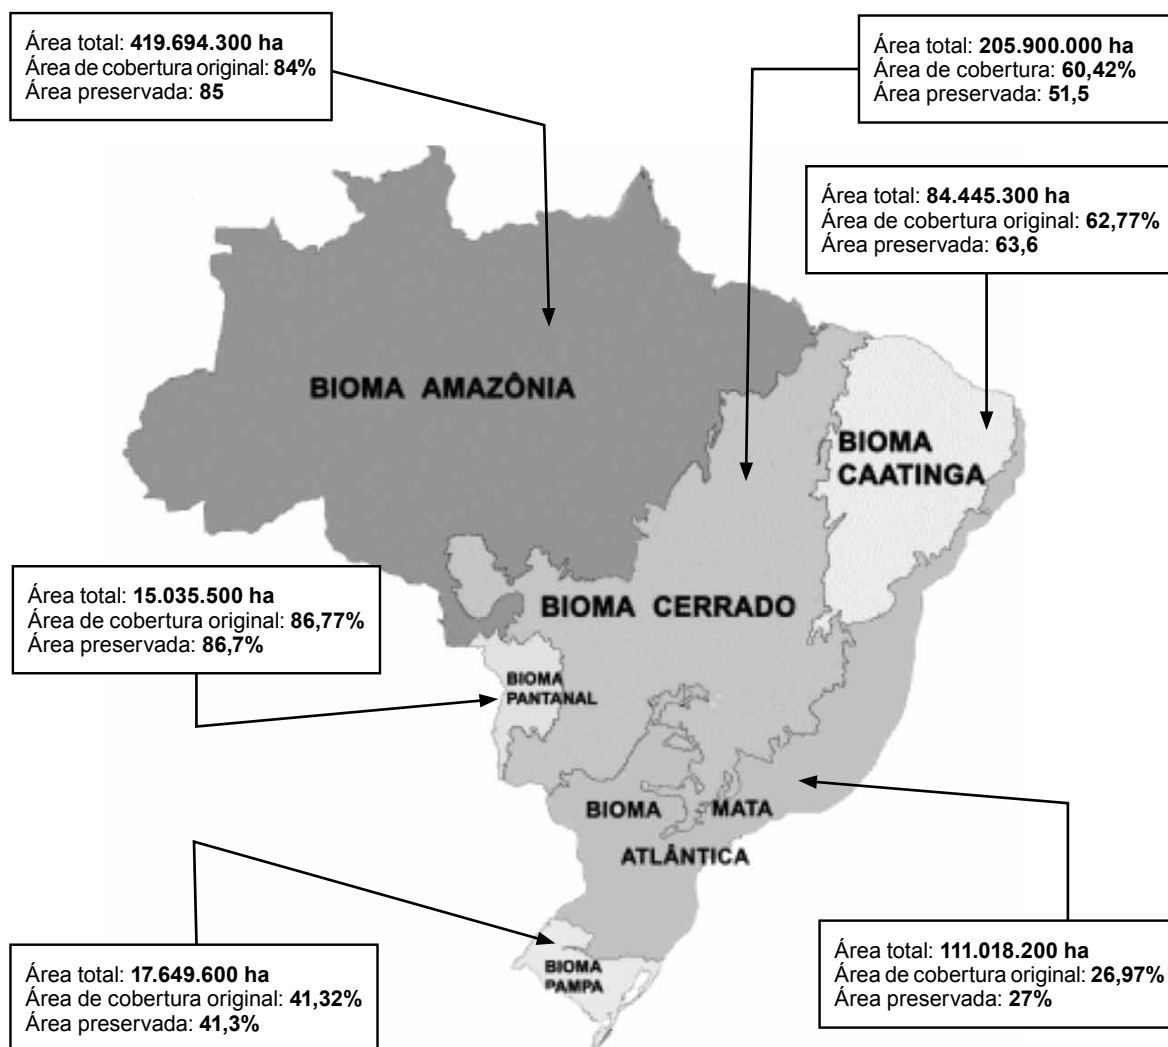 Área total: 419.694.300 ha
Área de cobertura original: 84%
Área preservada: 85
Área total: 205.900.000 ha
Área de cobertura: 60,42%
Área preservada: 51,5
Área total: 84.445.300 ha
Área de cobertura original: 62,77%
Área preservada: 63,6
BIOMA AMAZÔNIA
BIOMA
CAATINGA
Área total: 15.035.500 ha
Área de cobertura original: 86,77%
Área preservada: 86,7%
BIOMA CERRADO
BIOMA
PANTANAL
BIOMA MATA
ATLÂNTICA
Área total: 17.649.600 ha
Área de cobertura original: 41,32%
Área preservada: 41,3%
BIOMA
PAMPA
Área total: 111.018.200 ha
Área de cobertura original: 26,97%
Área preservada: 27%